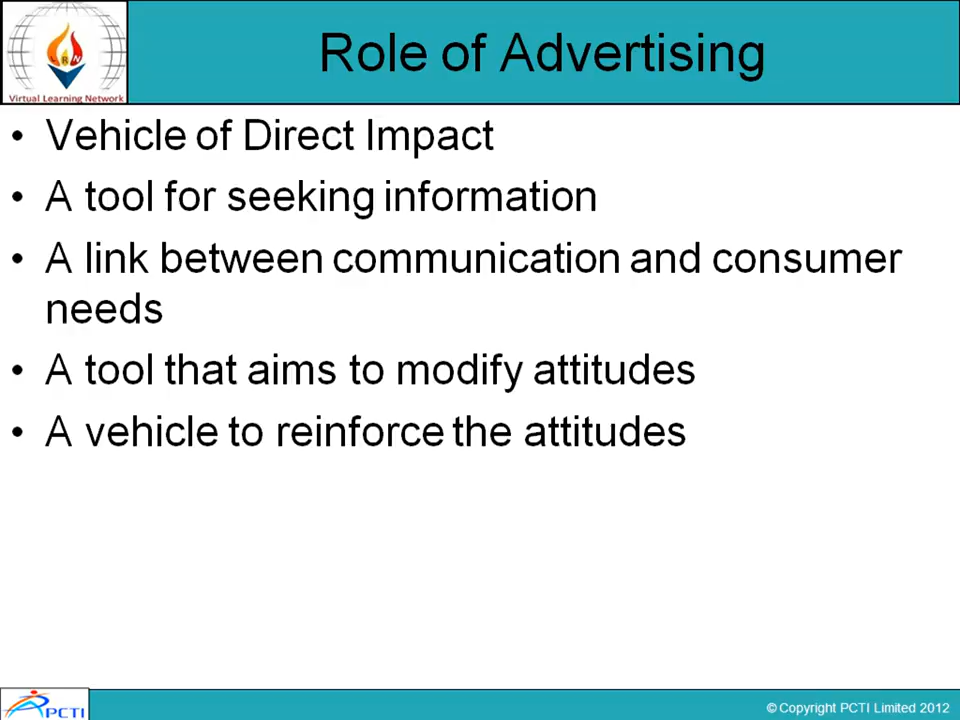 Role of Advertising
RN
Virtual Learning Network
• Vehicle of Direct Impact
• A tool for seeking information
• A link between communication and consumer
needs
• A tool that aims to modify attitudes
• A vehicle to reinforce the attitudes
PCTI
© Copyright PCTI Limited 2012